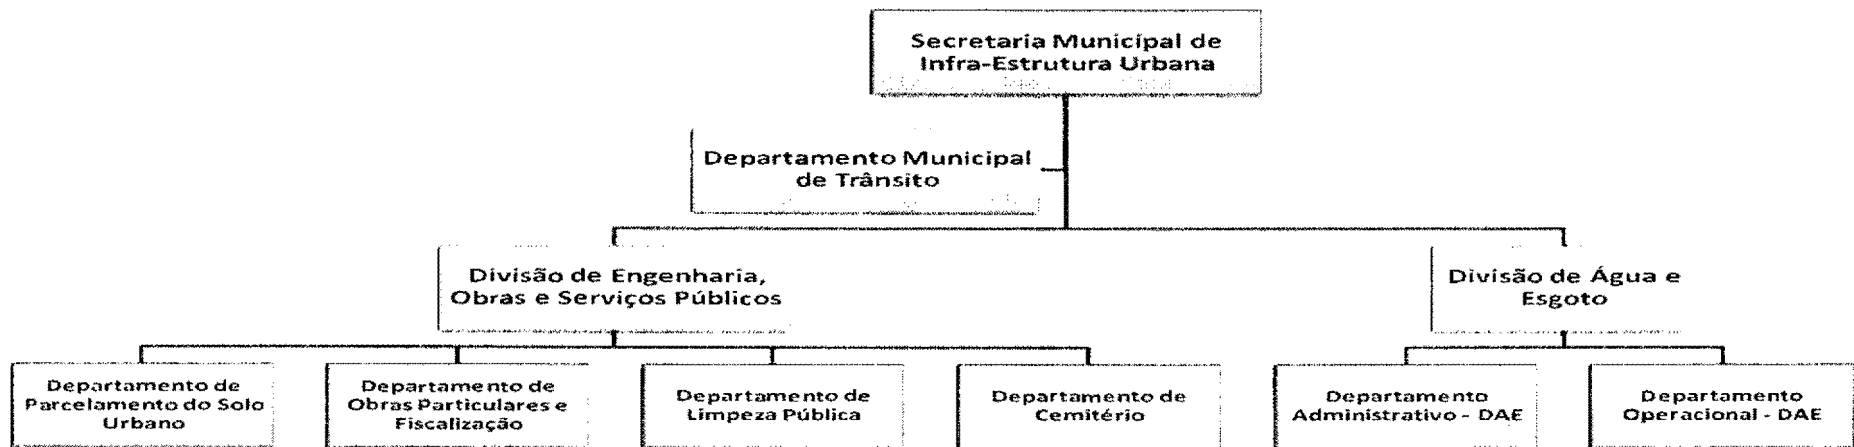 Secretaria Municipal de
Infra-Estrutura Urbana
Departamento Municipal
de Trânsito
Divisão de Engenharia,
Obras e Serviços Públicos
Divisão de Água e
Esgoto
Departamento de
Parcelamento do Solo
Urbano
Departamento de
Obras Particulares e
Fiscalização
Departamento de
Limpeza Pública
Departamento de
Cemitério
Departamento
Administrativo - DAE
Departamento
Operacional - DAE